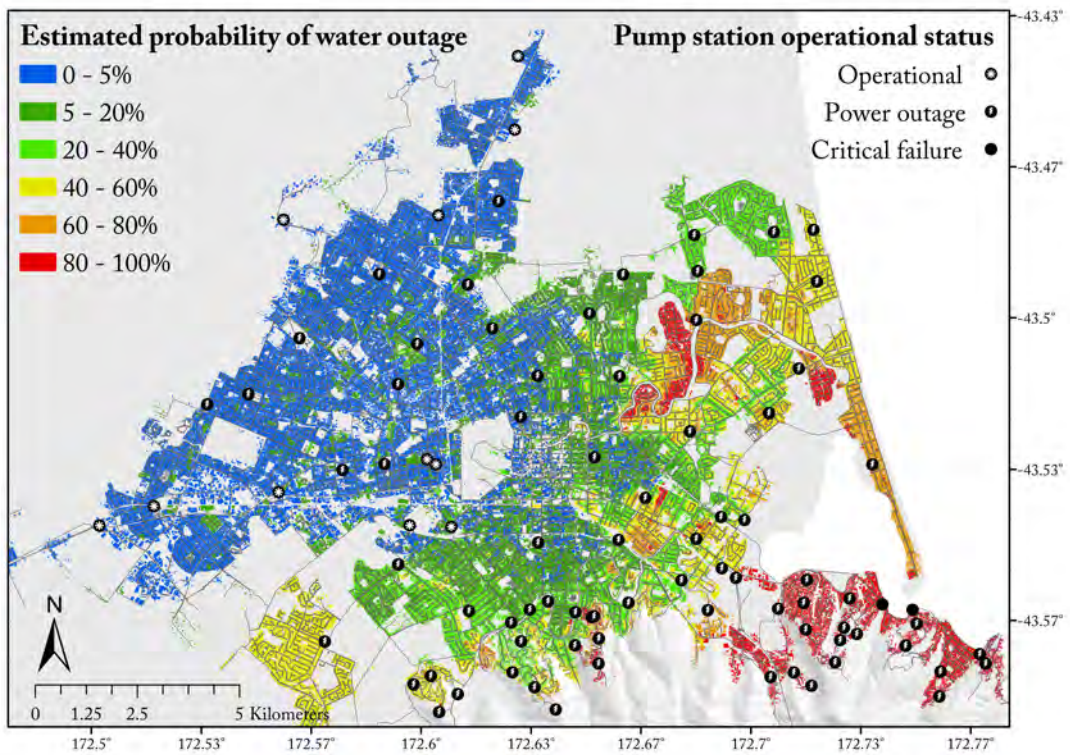 Estimated probability of water outage
0 - 5%
5 - 20%
20 - 40%
40 - 60%
60 - 80%
80 - 100%
Pump station operational status
Operational
Power outage
Critical failure
-43.43°
-43.47°
-43.5°
-43.53°
-43.57°
N
0 1.25 2.5 5 Kilometers
172.5° 172.53° 172.57° 172.6° 172.63° 172.67° 172.7° 172.73° 172.77°